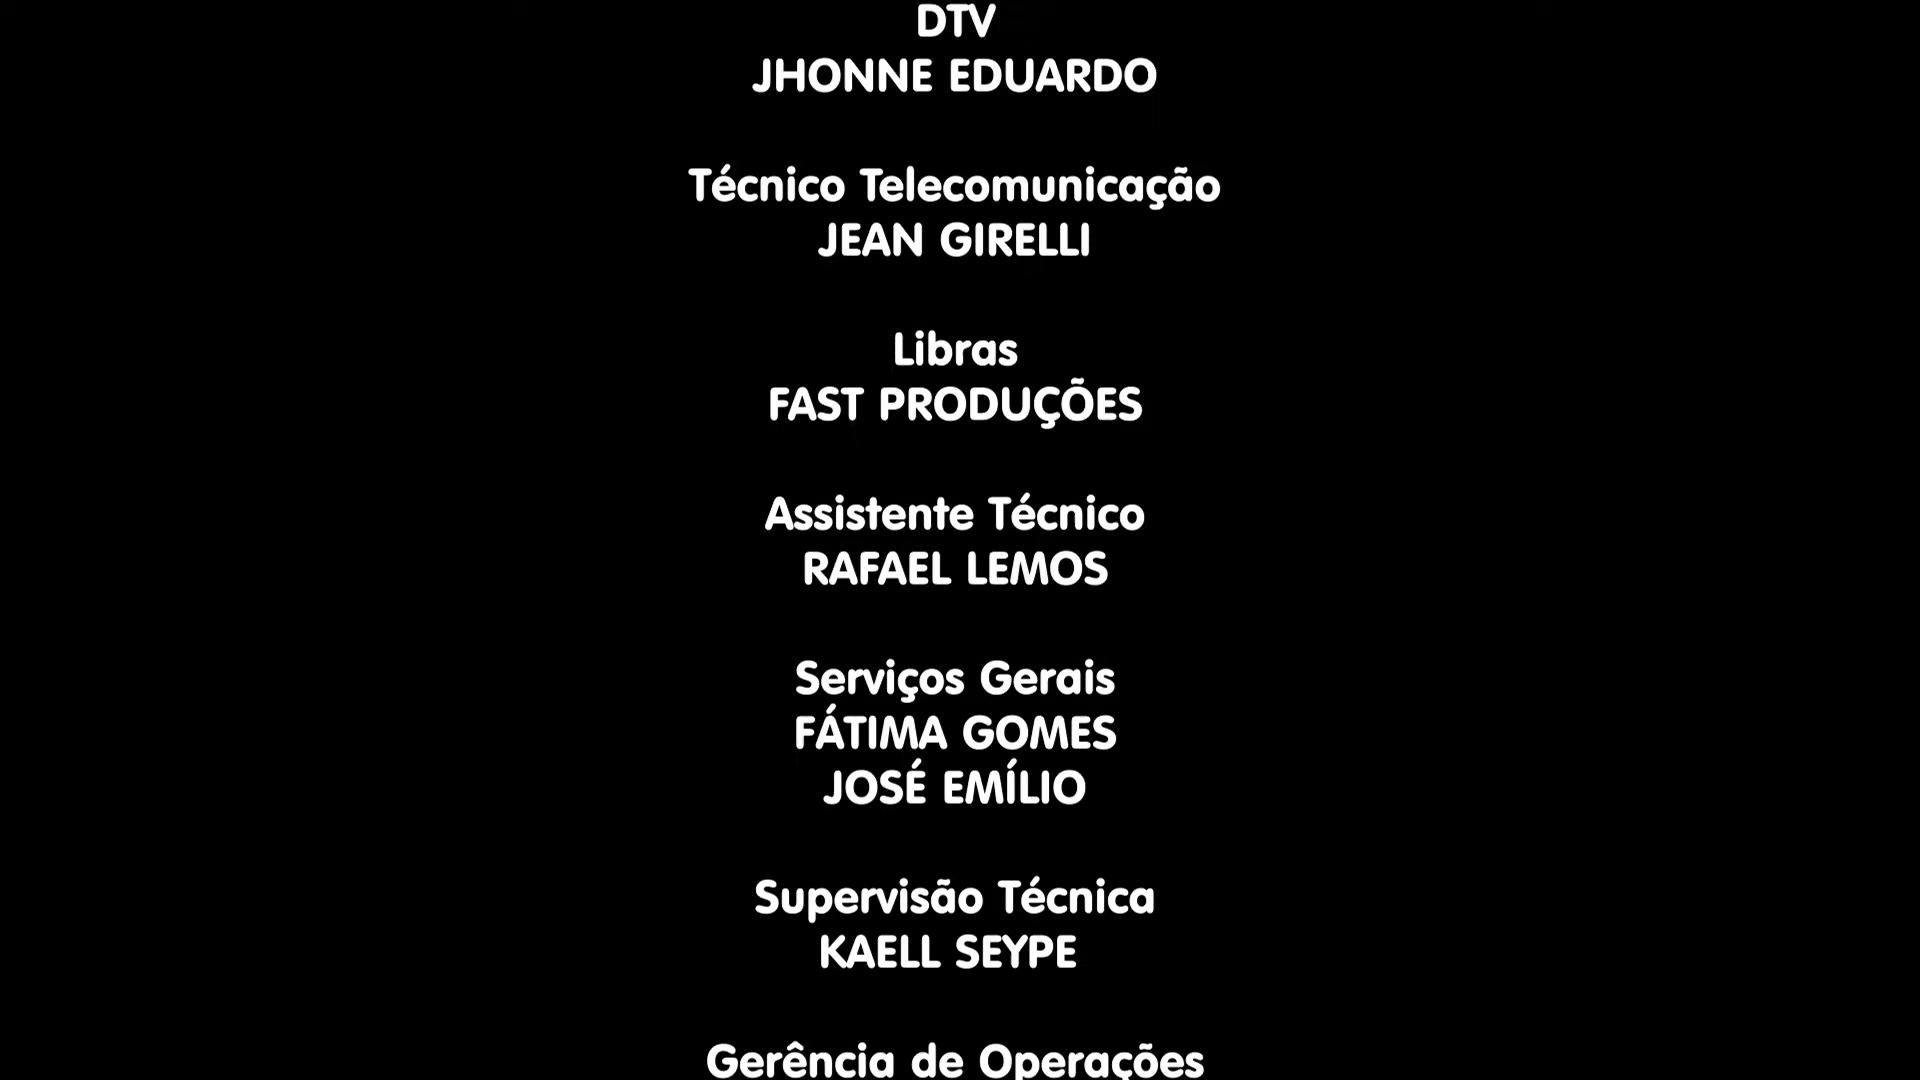 DTV
JHONNE EDUARDO
Técnico Telecomunicação
JEAN GIRELLI
Libras
FAST PRODUÇÕES
Assistente Técnico
RAFAEL LEMOS
Serviços Gerais
FÁTIMA GOMES
JOSÉ EMÍLIO
Supervisão Técnica
KAELL SEYPE
Gerência de Operações